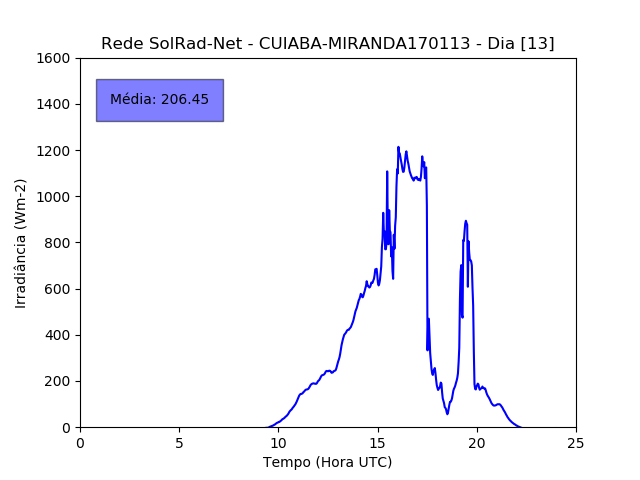 Rede SolRad-Net - CUIABA-MIRANDA170113 - Dia [13]
1600
1400
1200
1000
800
600
400
200
0
Média: 206.45
Irradiância (Wm-2)
0 5 10 15 20 25
Tempo (Hora UTC)